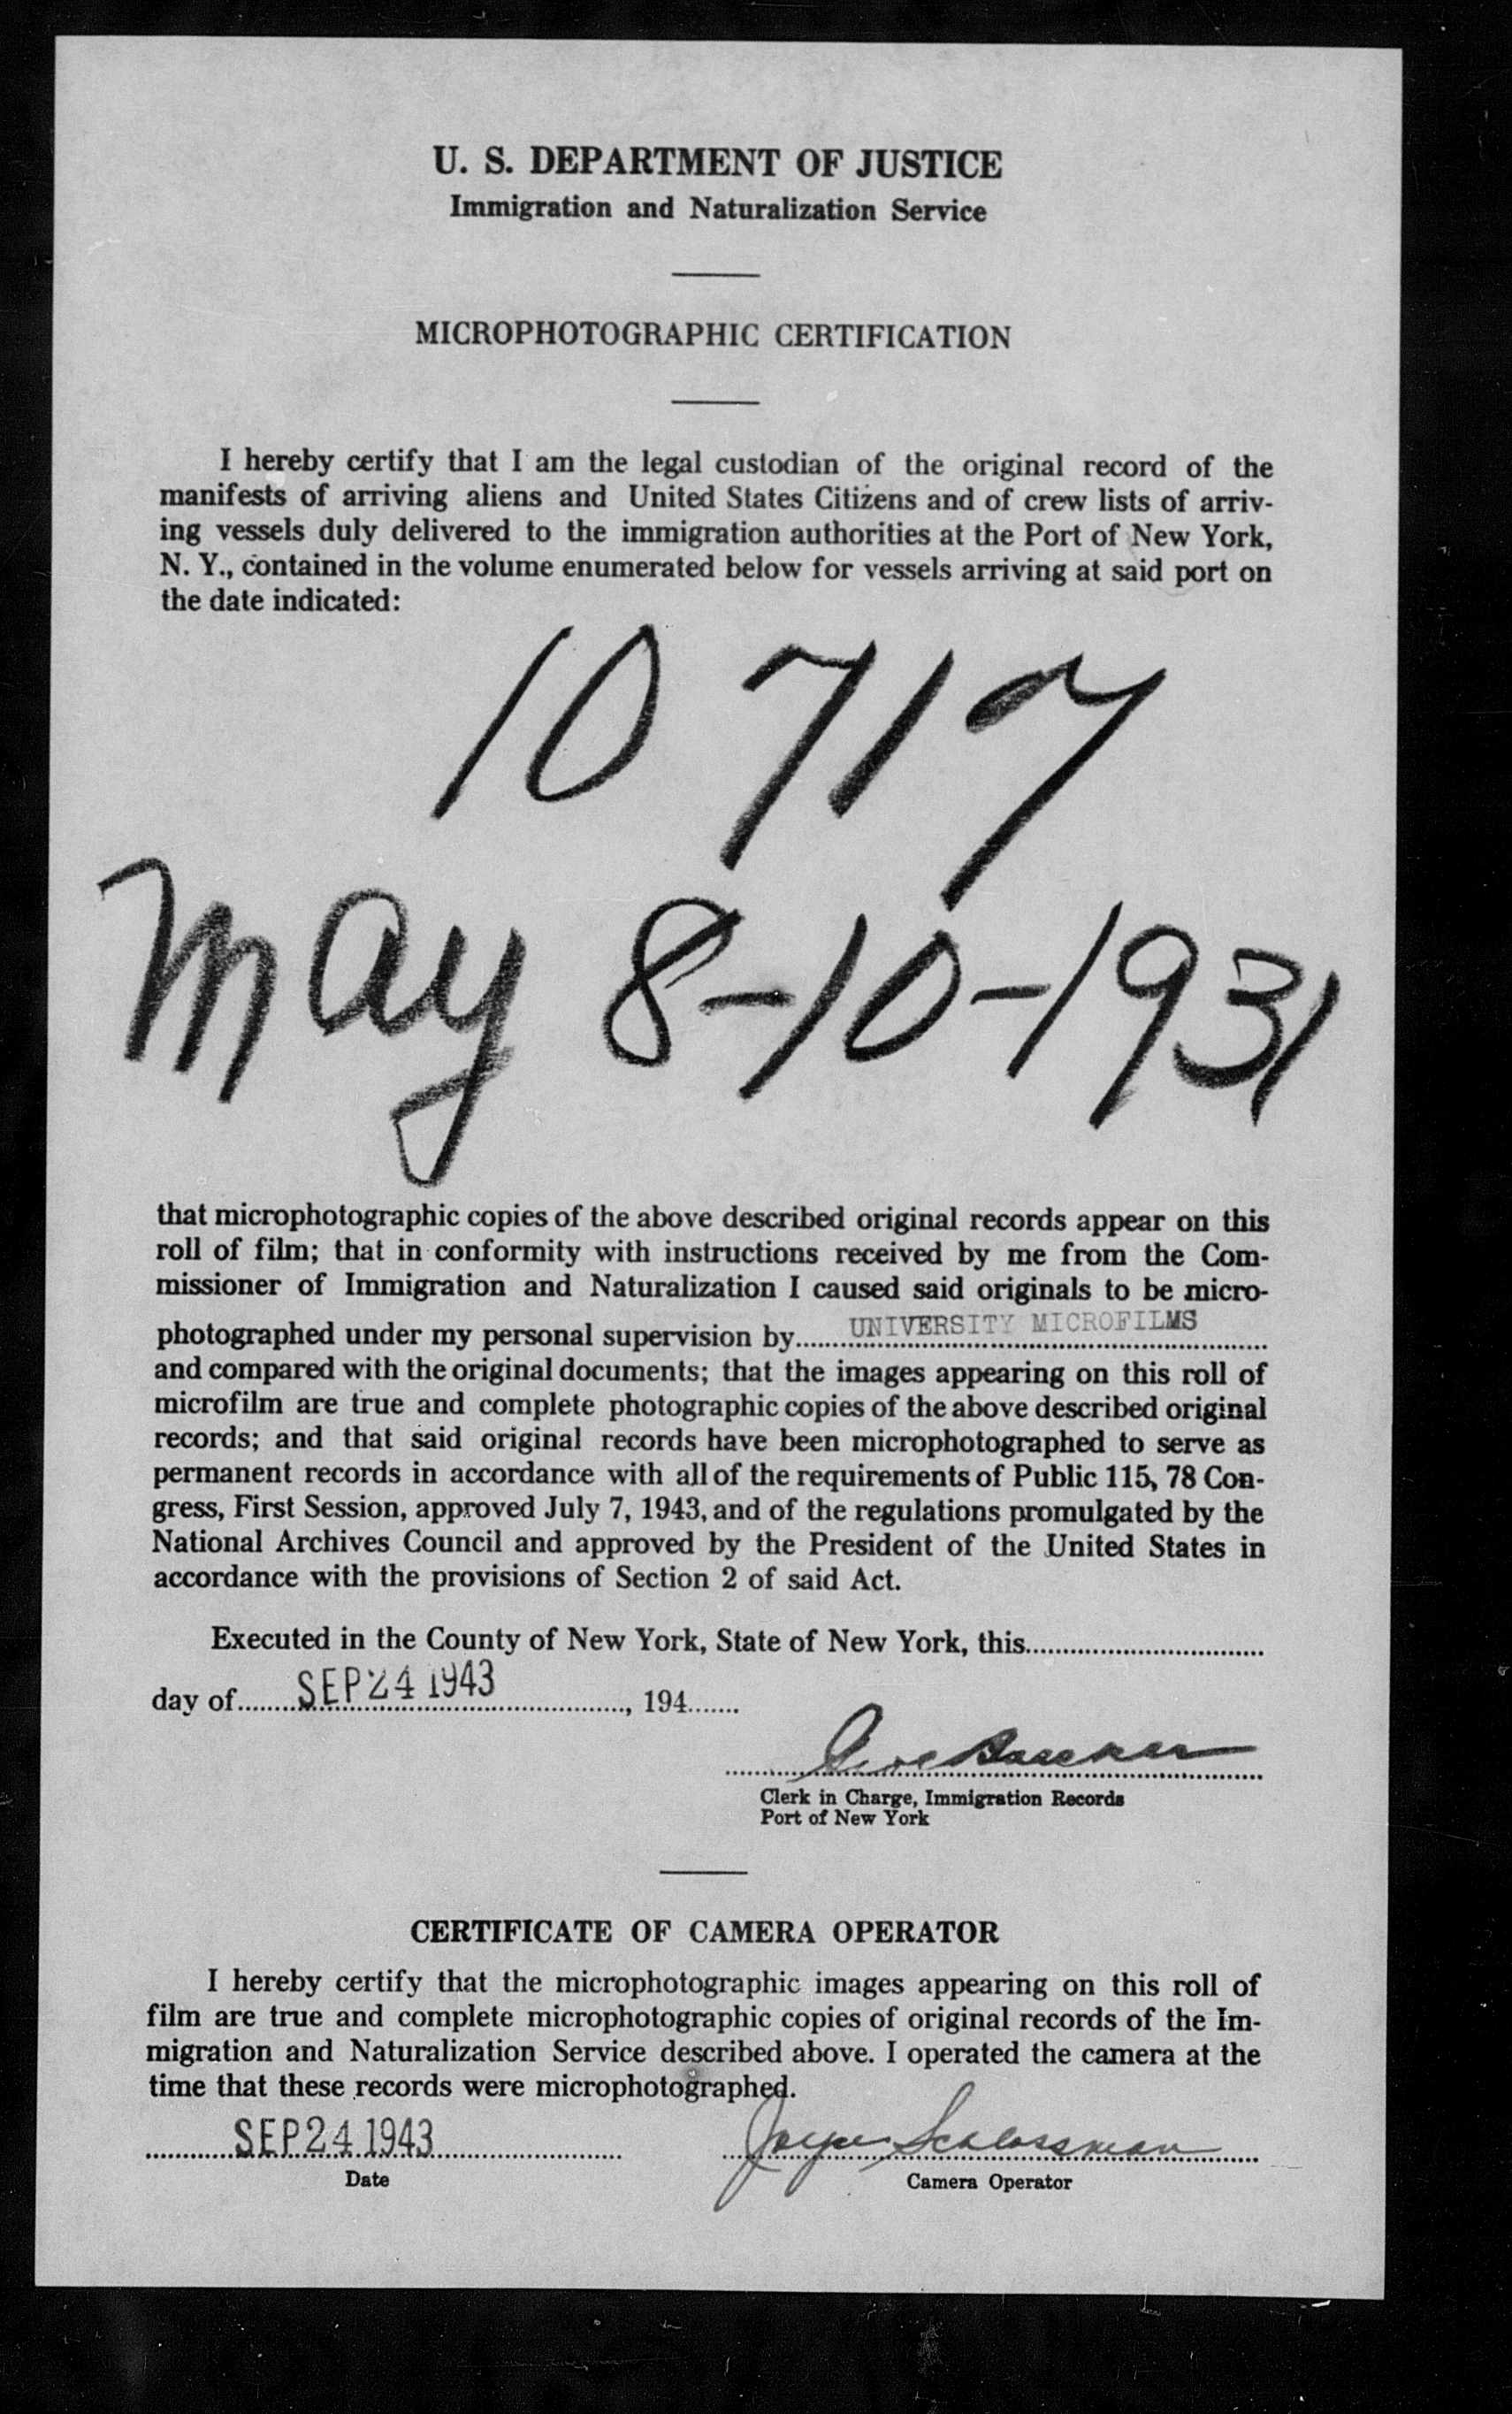 U. S. DEPARTMENT OF JUSTICE
Immigration and Naturalization Service
MICROPHOTOGRAPHIC CERTIFICATION
I hereby certify that I am the legal custodian of the original record of the
manifests of arriving aliens and United States Citizens and of crew lists of arriv-
ing vessels duly delivered to the immigration authorities at the Port of New York,
N. Y., contained in the volume enumerated below for vessels arriving at said port on
the date indicated:
10717
May 8-10-1931
that microphotographic copies of the above described original records appear on this
roll of film; that in conformity with instructions received by me from the Com-
missioner of Immigration and Naturalization I caused said originals to be micro-
photographed under my personal supervision by UNIVERSITY MICROFILMS
and compared with the original documents; that the images appearing on this roll of
microfilm are true and complete photographic copies of the above described original
records; and that said original records have been microphotographed to serve as
permanent records in accordance with all of the requirements of Public 115, 78 Con-
gress, First Session, approved July 7, 1943, and of the regulations promulgated by the
National Archives Council and approved by the President of the United States in
accordance with the provisions of Section 2 of said Act.
Executed in the County of New York, State of New York, this
day of SEP 24 1943, 194
Clerk in Charge, Immigration Records
Port of New York
CERTIFICATE OF CAMERA OPERATOR
I hereby certify that the microphotographic images appearing on this roll of
film are true and complete microphotographic copies of original records of the Im-
migration and Naturalization Service described above. I operated the camera at the
time that these records were microphotographed.
SEP 24 1943 Schlossman
Date Camera Operator